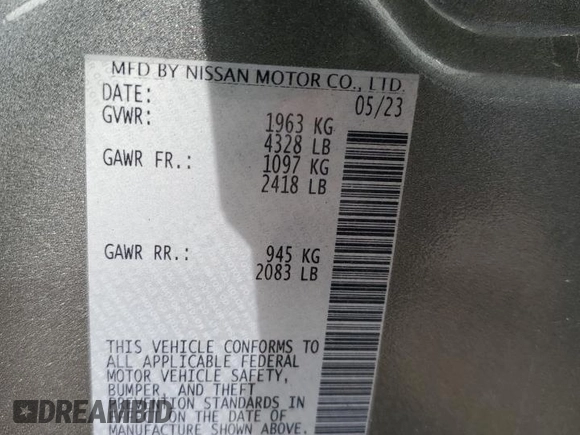 MFD BY NISSAN MOTOR CO., LTD.
DATE: 05/23
GVWR: 1963 KG
4328 LB
GAWR FR.: 1097 KG
2418 LB
GAWR RR.: 945 KG
2083 LB
THIS VEHICLE CONFORMS TO
ALL APPLICABLE FEDERAL
MOTOR VEHICLE SAFETY,
BUMPER, AND THEFT
STANDARDS IN
ON THE DATE OF
MANUFACTURE SHOWN ABOVE.
DREAMBID